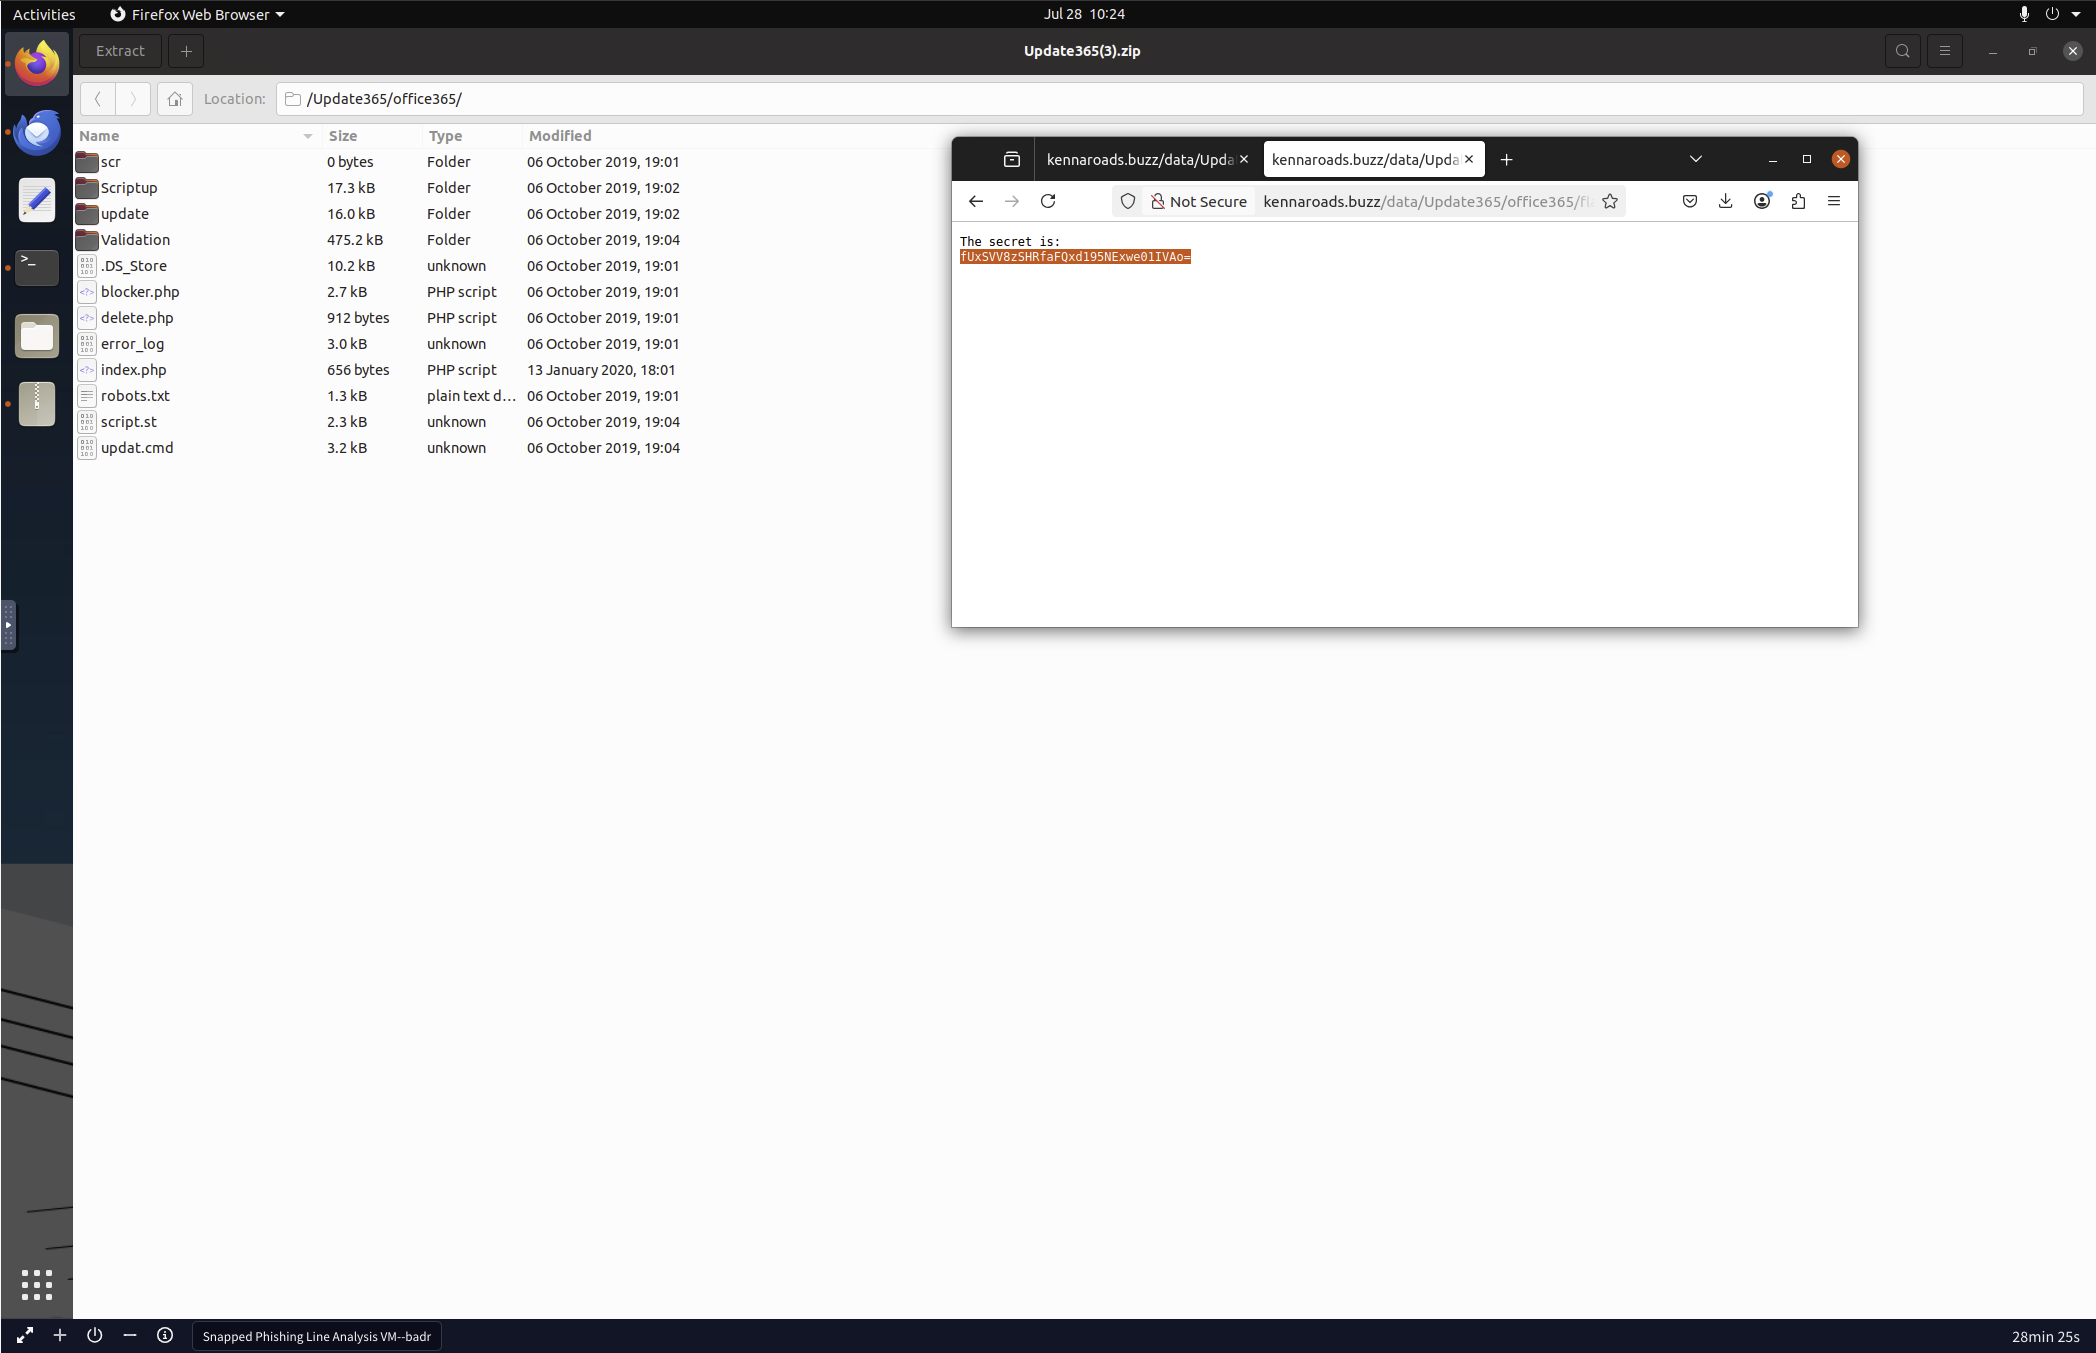 Activities
Firefox Web Browser
Jul 28 10:24
Extract
Update365(3).zip
Location:
/Update365/office365/
Name Size Type Modified
scr 0 bytes Folder 06 October 2019, 19:01
Scriptup 17.3 kB Folder 06 October 2019, 19:02
update 16.0 kB Folder 06 October 2019, 19:02
Validation 475.2 kB Folder 06 October 2019, 19:04
.DS_Store 10.2 kB unknown 06 October 2019, 19:01
blocker.php 2.7 kB PHP script 06 October 2019, 19:01
delete.php 912 bytes PHP script 06 October 2019, 19:01
error_log 3.0 kB unknown 06 October 2019, 19:01
index.php 656 bytes PHP script 13 January 2020, 18:01
robots.txt 1.3 kB plain text d... 06 October 2019, 19:01
script.st 2.3 kB unknown 06 October 2019, 19:04
updat.cmd 3.2 kB unknown 06 October 2019, 19:04
kennaroads.buzz/data/Upda
kennaroads.buzz/data/Upda
Not Secure
kennaroads.buzz/data/Update365/office365/fl
The secret is:
fUxSVV8zSHRfaFQxd195NExwe01IVAo=
Snapped Phishing Line Analysis VM--badr
28min 25s